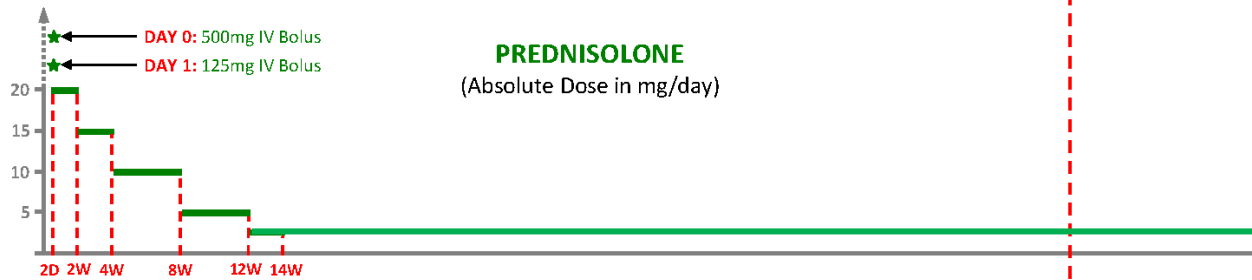 DAY 0: 500mg IV Bolus
PREDNISOLONE
DAY 1: 125mg IV Bolus
(Absolute Dose in mg/day)
20
15
10
5
2D 2W 4W 8W 12W 14W